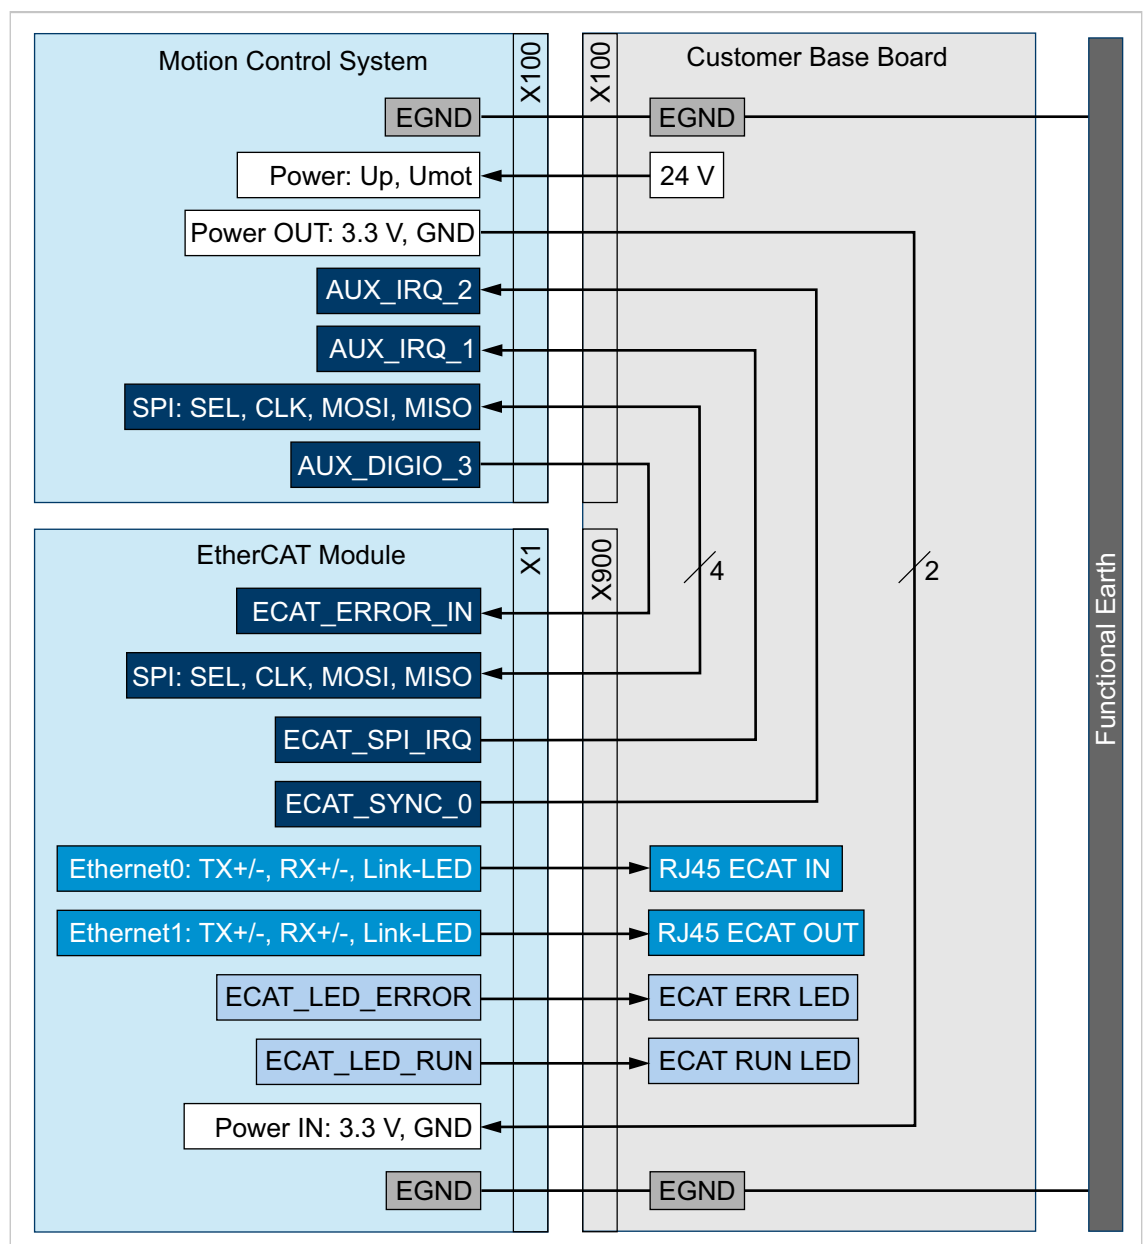 Motion Control System
X100
X100
Customer Base Board
EGND
EGND
Power: Up, Umot
24 V
Power OUT: 3.3 V, GND
AUX_IRQ_2
AUX_IRQ_1
SPI: SEL, CLK, MOSI, MISO
AUX_DIGIO_3
EtherCAT Module
X1
X900
4
2
Functional Earth
ECAT_ERROR_IN
SPI: SEL, CLK, MOSI, MISO
ECAT_SPI_IRQ
ECAT_SYNC_0
Ethernet0: TX+/-, RX+/-, Link-LED
RJ45 ECAT IN
Ethernet1: TX+/-, RX+/-, Link-LED
RJ45 ECAT OUT
ECAT_LED_ERROR
ECAT ERR LED
ECAT_LED_RUN
ECAT RUN LED
Power IN: 3.3 V, GND
EGND
EGND